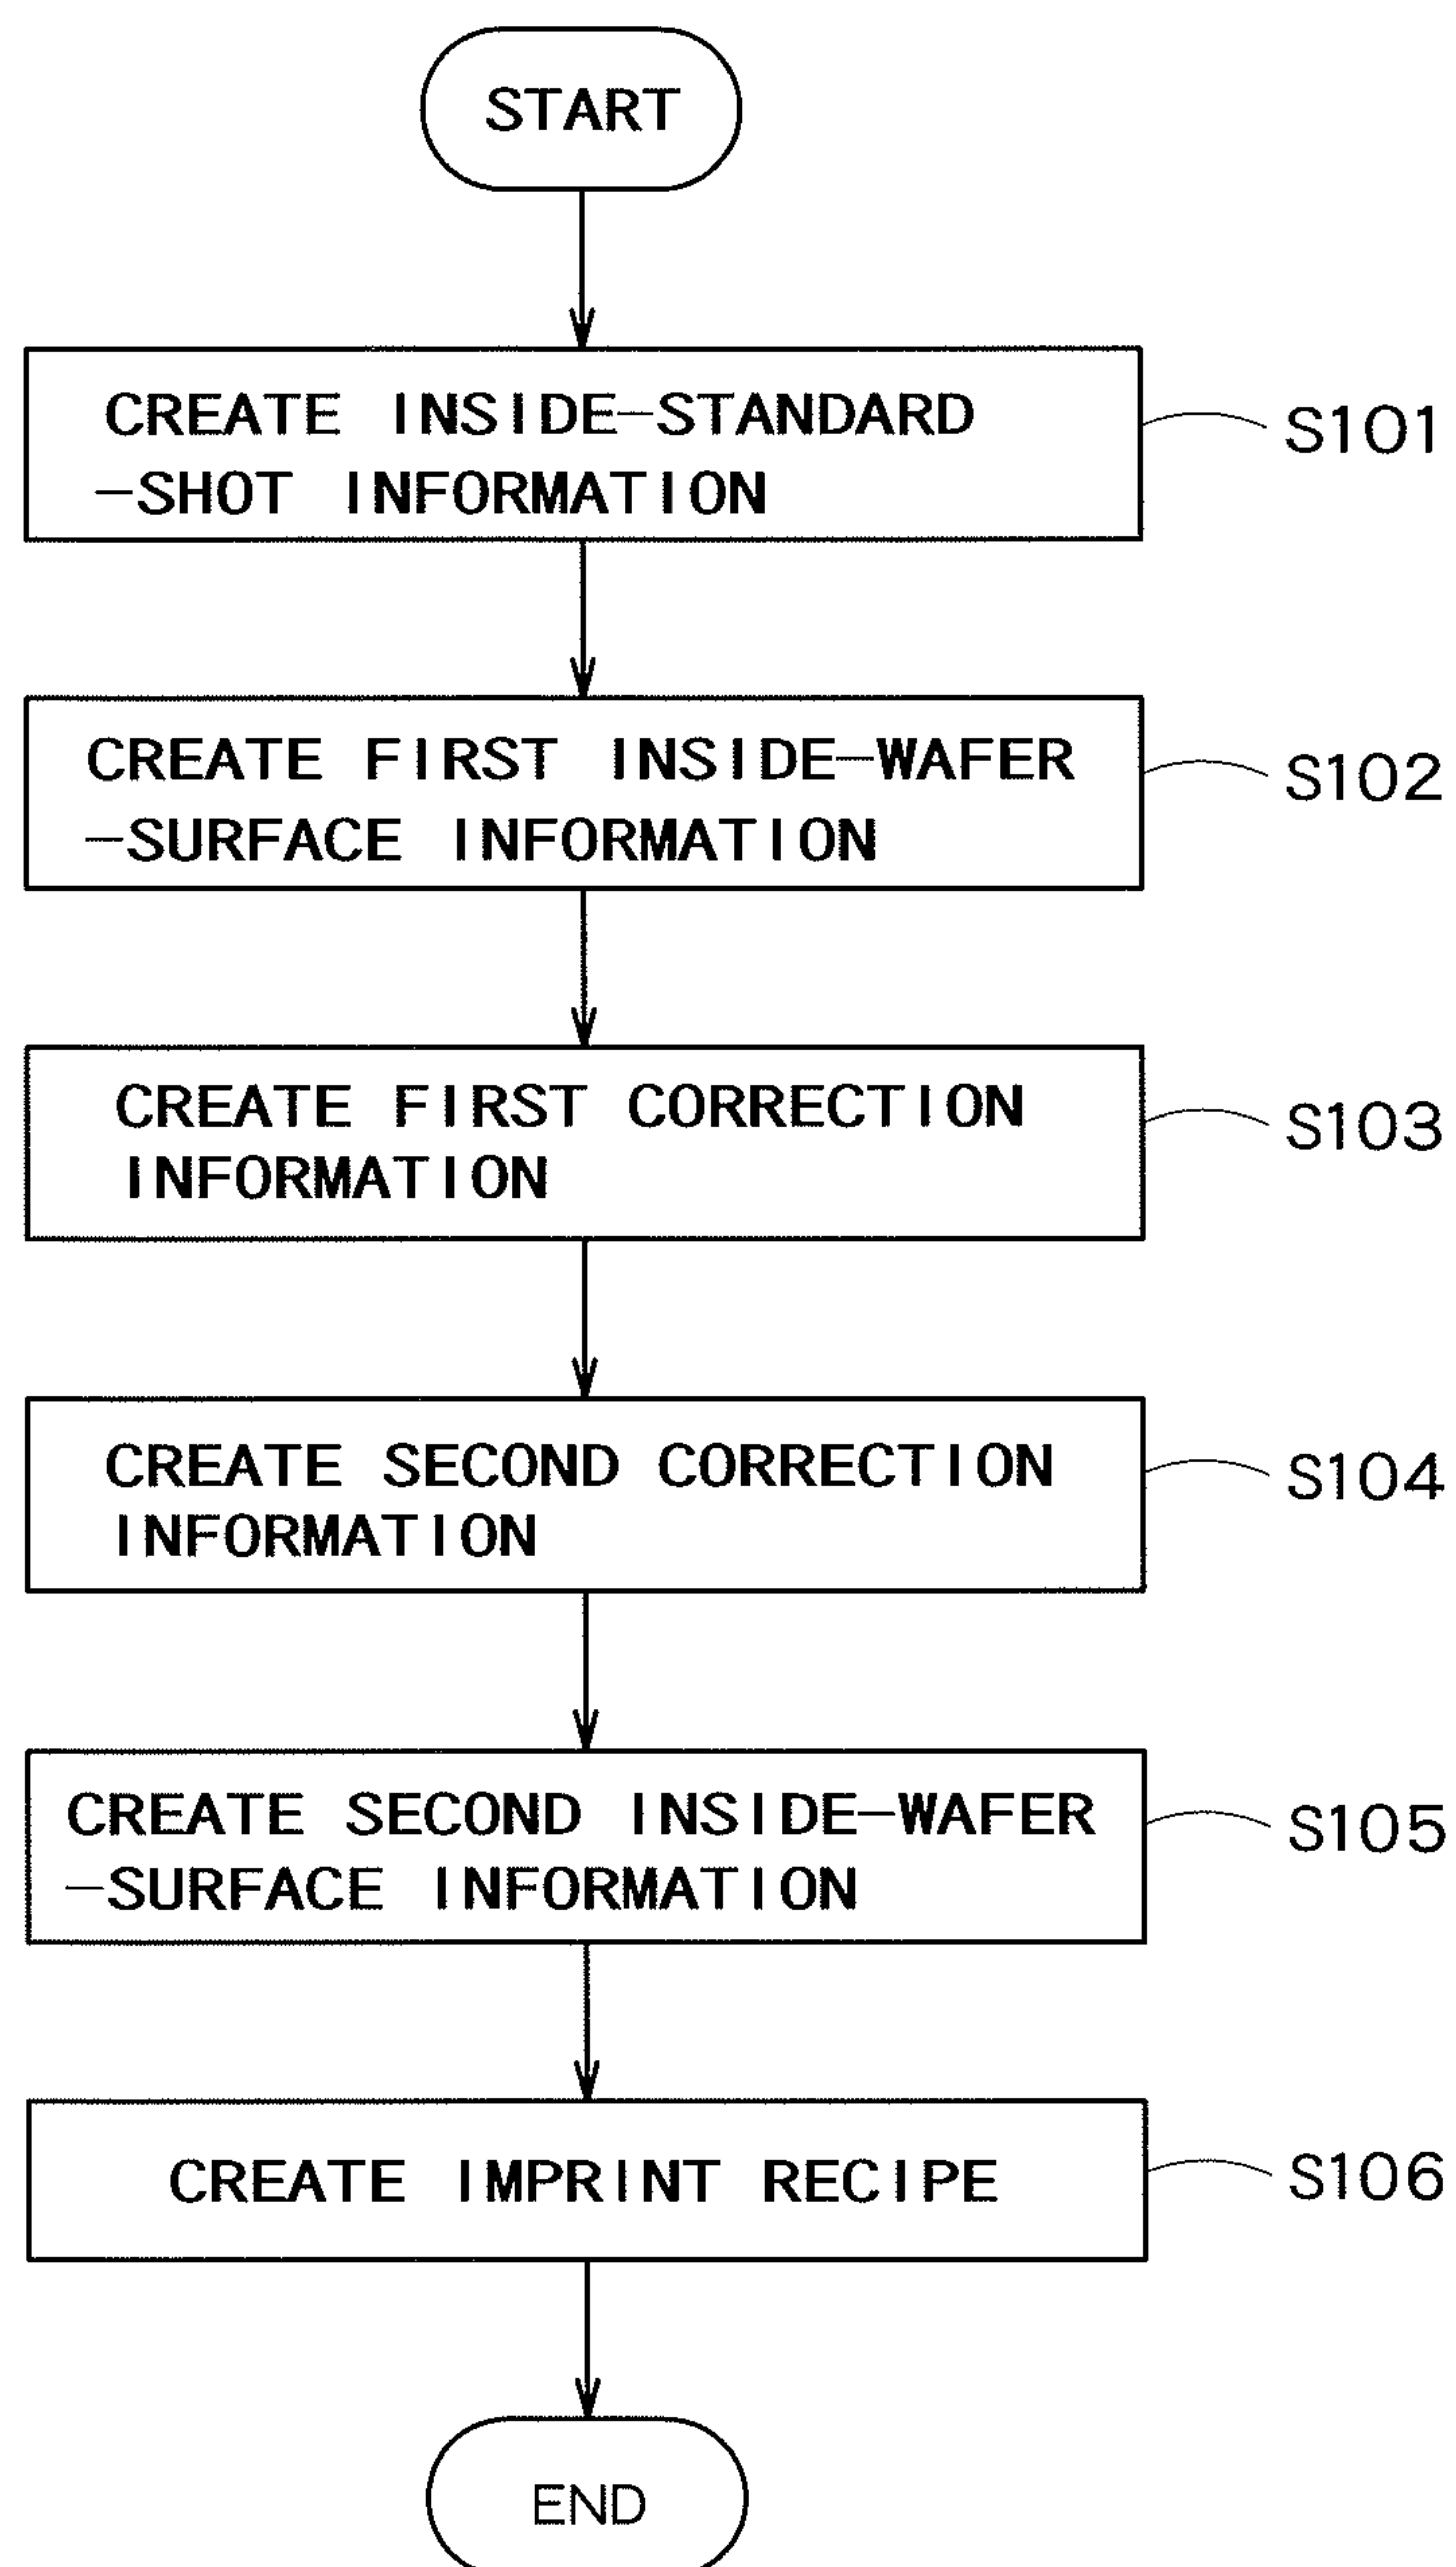 START
CREATE INSIDE-STANDARD
-SHOT INFORMATION
S101
CREATE FIRST INSIDE-WAFER
-SURFACE INFORMATION
S102
CREATE FIRST CORRECTION
INFORMATION
S103
CREATE SECOND CORRECTION
INFORMATION
S104
CREATE SECOND INSIDE-WAFER
-SURFACE INFORMATION
S105
CREATE IMPRINT RECIPE
S106
END